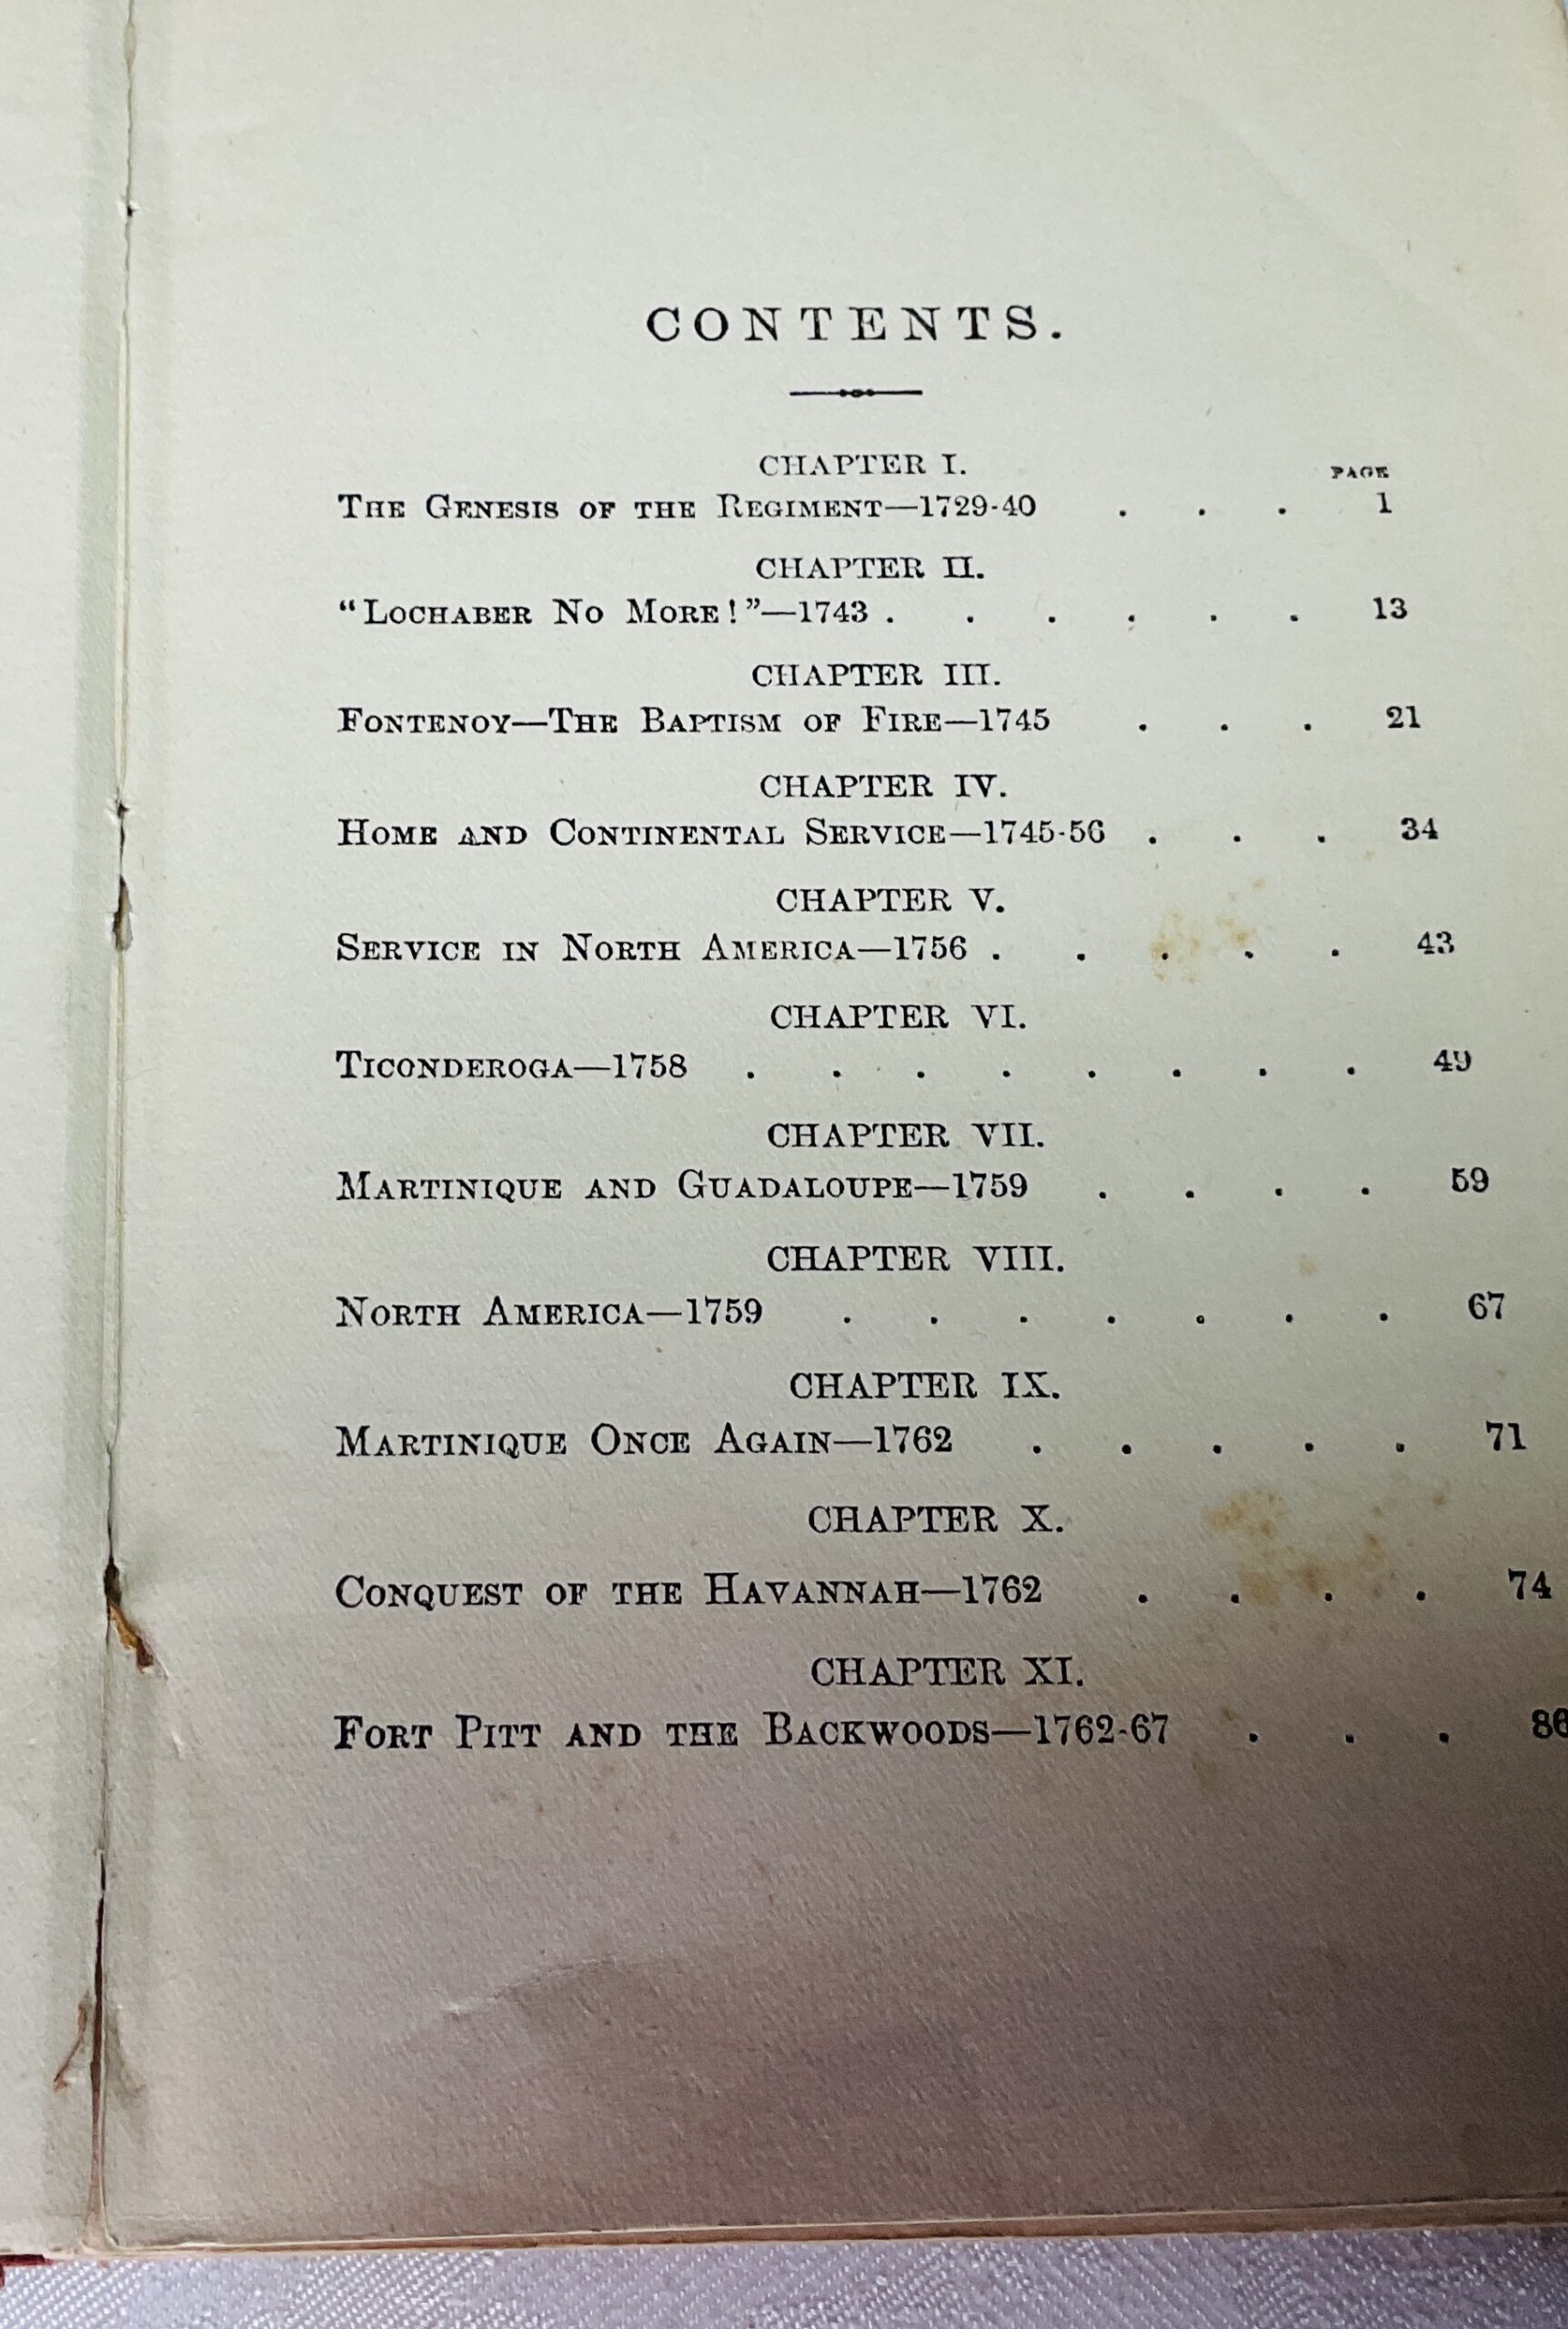 CONTENTS.
CHAPTER I.
PAGE
The Genesis of the Regiment—1729-40 . . . 1
CHAPTER II.
“Lochaber No More!”—1743 . . . . . . 13
CHAPTER III.
Fontenoy—The Baptism of Fire—1745 . . . 21
CHAPTER IV.
Home and Continental Service—1745-56 . . . 34
CHAPTER V.
Service in North America—1756 . . . . . 43
CHAPTER VI.
Ticonderoga—1758 . . . . . . . . 49
CHAPTER VII.
Martinique and Guadaloupe—1759 . . . . 59
CHAPTER VIII.
North America—1759 . . . . . . . 67
CHAPTER IX.
Martinique Once Again—1762 . . . . . 71
CHAPTER X.
Conquest of the Havannah—1762 . . . . 74
CHAPTER XI.
Fort Pitt and the Backwoods—1762-67 . . . 86